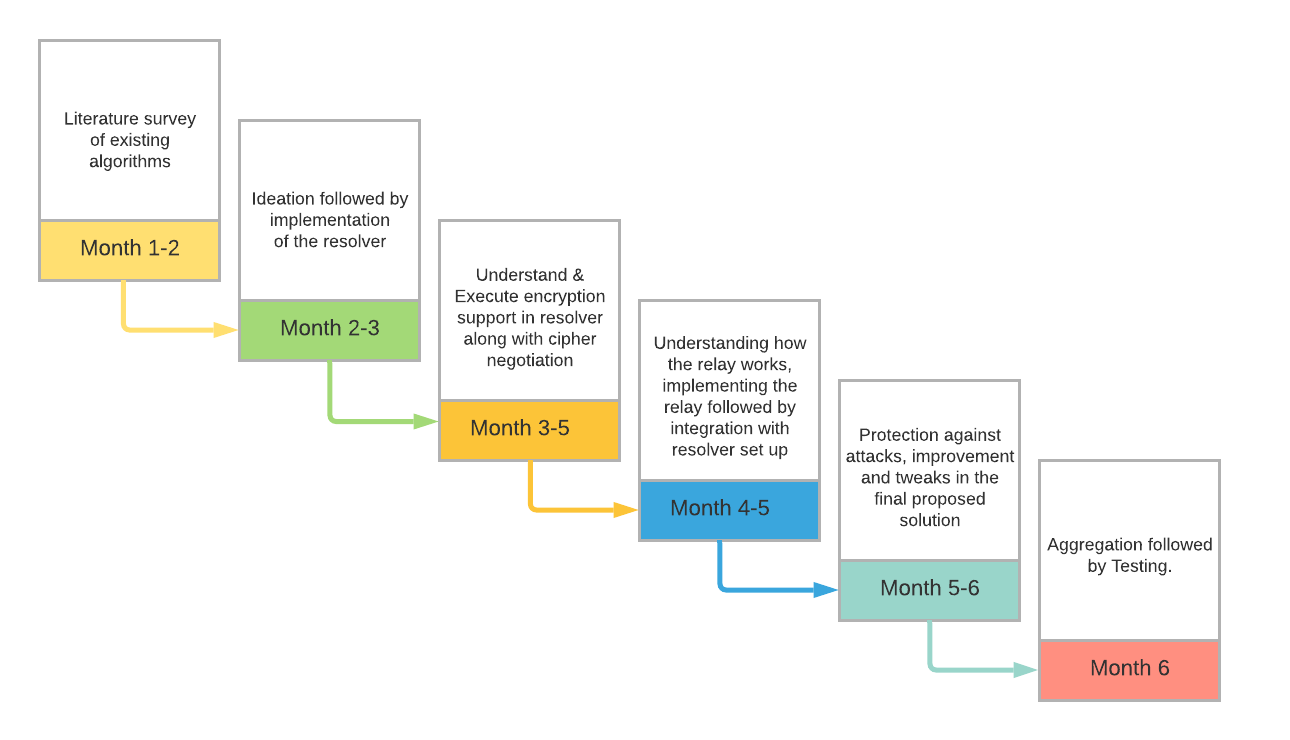 Literature survey
of existing
algorithms
Month 1-2
Ideation followed by
implementation
of the resolver
Month 2-3
Understand &
Execute encryption
support in resolver
along with cipher
negotiation
Month 3-5
Understanding how
the relay works,
implementing the
relay followed by
integration with
resolver set up
Month 4-5
Protection against
attacks, improvement
and tweaks in the
final proposed
solution
Month 5-6
Aggregation followed
by Testing.
Month 6